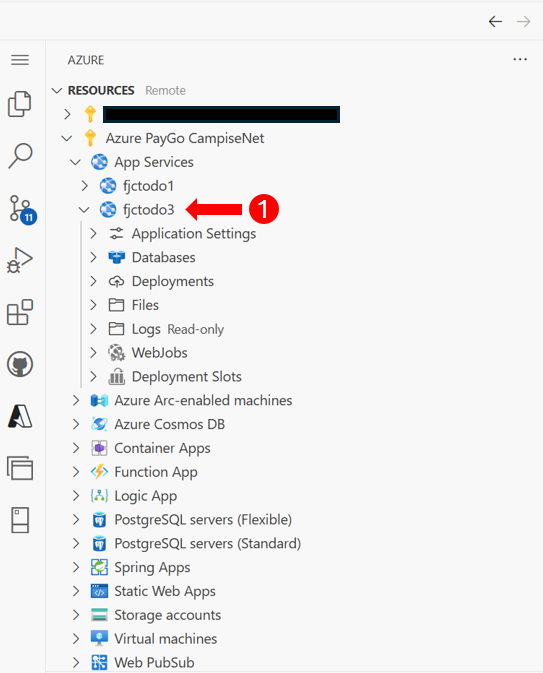 AZURE
RESOURCES Remote
Azure PayGo CampiseNet
App Services
fjctodo1
fjctodo3 1
Application Settings
Databases
Deployments
Files
Logs Read-only
11
WebJobs
Deployment Slots
Azure Arc-enabled machines
Azure Cosmos DB
Container Apps
Function App
Logic App
PostgreSQL servers (Flexible)
PostgreSQL servers (Standard)
Spring Apps
Static Web Apps
Storage accounts
Virtual machines
Web PubSub